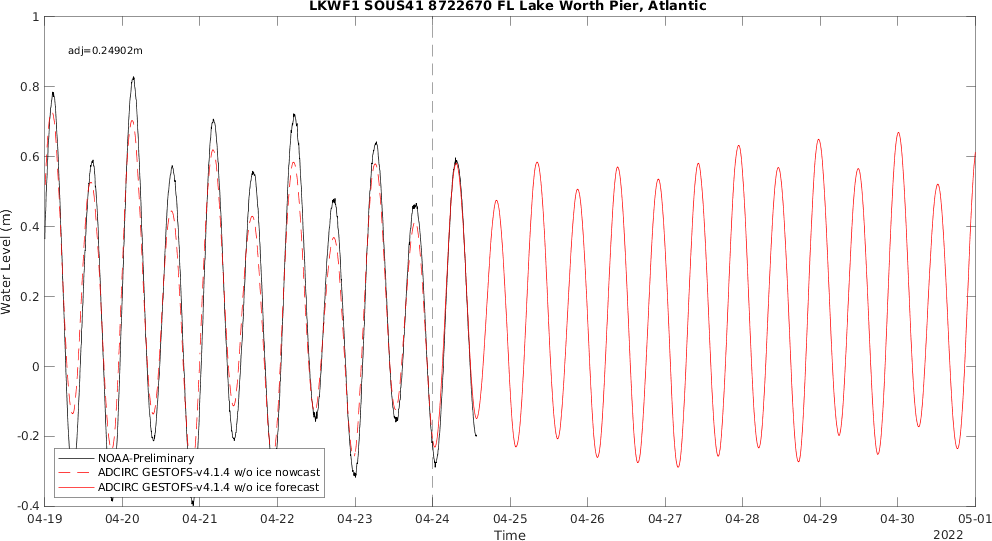 LKWF1 SOUS41 8722670 FL Lake Worth Pier, Atlantic
adj=0.24902m
Water Level (m)
1
0.8
0.6
0.4
0.2
0
-0.2
-0.4
NOAA-Preliminary
ADCIRC GESTOFS-v4.1.4 w/o ice nowcast
ADCIRC GESTOFS-v4.1.4 w/o ice forecast
04-19 04-20 04-21 04-22 04-23 04-24 04-25 04-26 04-27 04-28 04-29 04-30 05-01
Time
2022